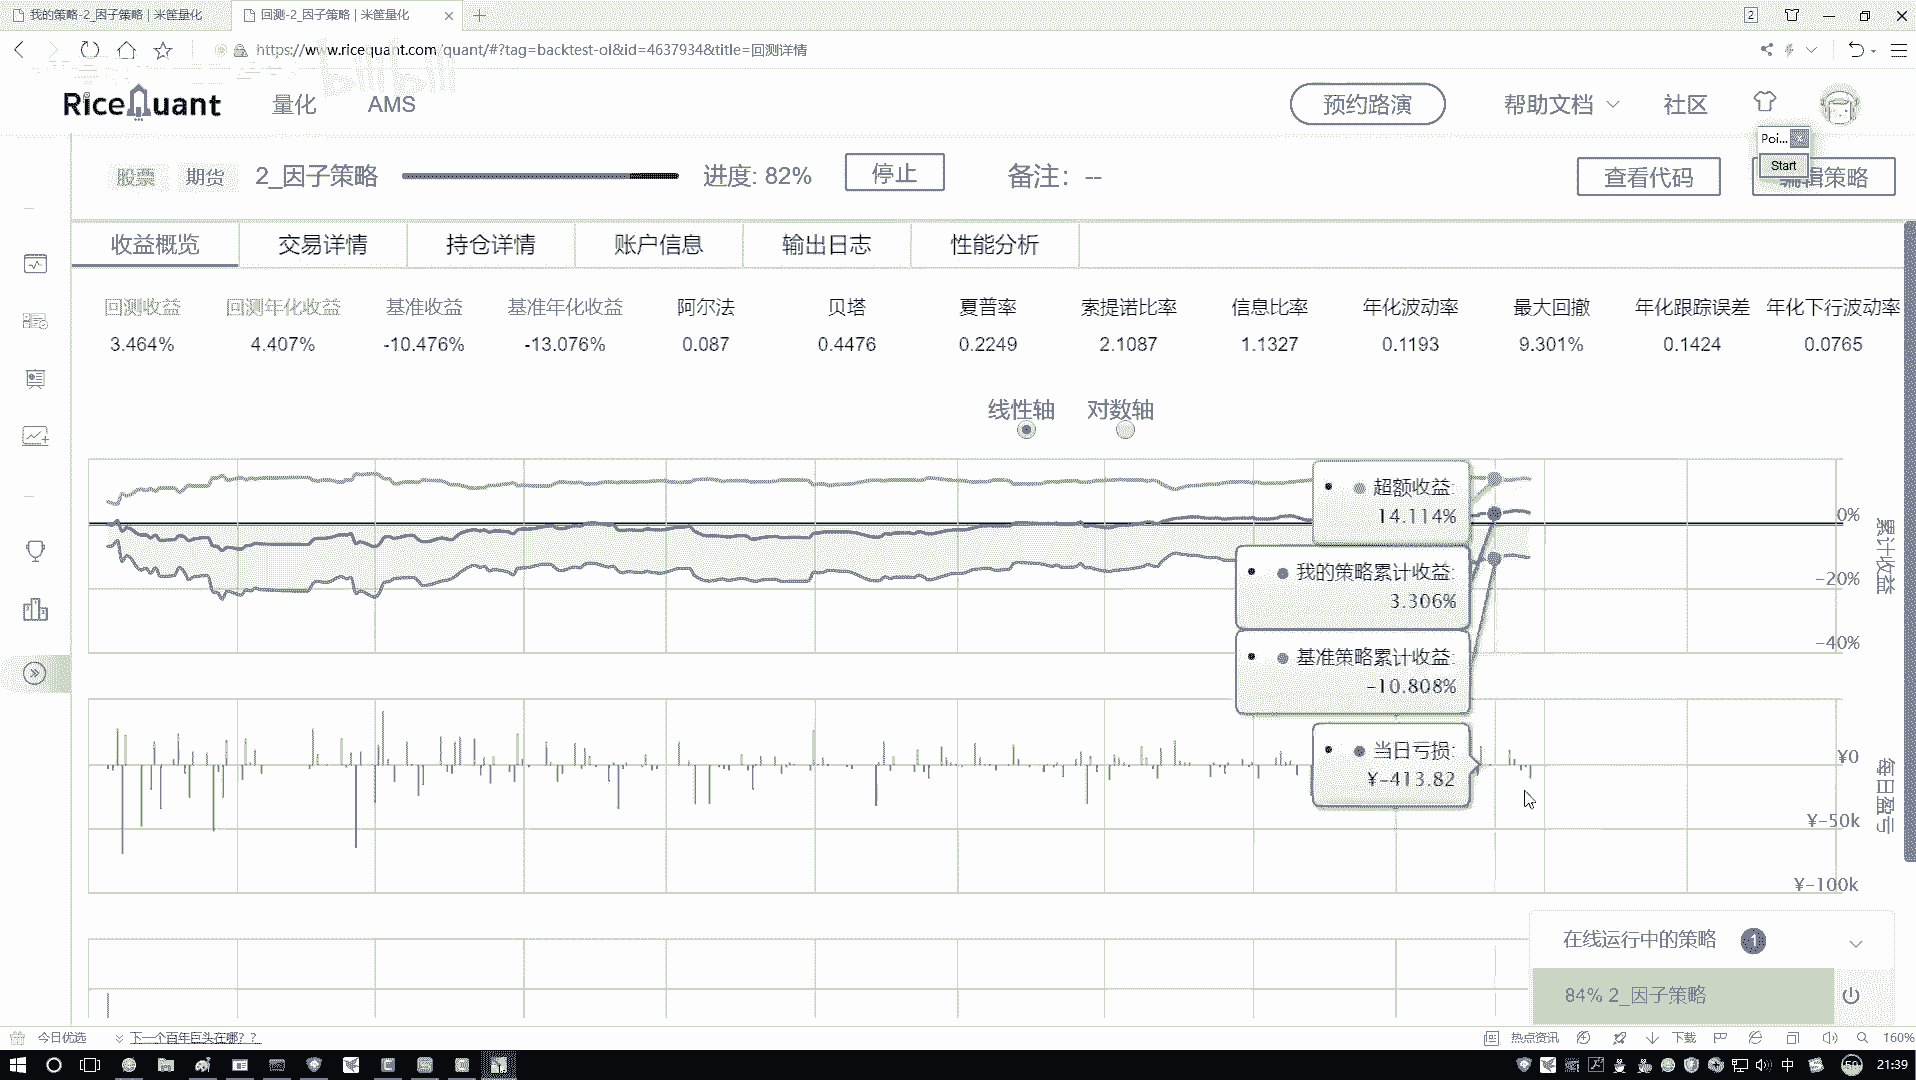 我的策略-2_因子策略 | 米筐量化
回测-2_因子策略 | 米筐量化
2
https://www.ricequant.com/quant/#?tag=backtest-ol&id=4637934&title=回测详情
bilibili
RiceQuant
量化
AMS
预约路演
帮助文档
社区
Poi...
Start
股票
期货
2_因子策略
进度: 82%
停止
备注: --
查看代码
编辑策略
收益概览
交易详情
持仓详情
账户信息
输出日志
性能分析
回测收益 回测年化收益 基准收益 基准年化收益 阿尔法 贝塔 夏普率 索提诺比率 信息比率 年化波动率 最大回撤 年化跟踪误差 年化下行波动率
3.464% 4.407% -10.476% -13.076% 0.087 0.4476 0.2249 2.1087 1.1327 0.1193 9.301% 0.1424 0.0765
线性轴 对数轴
超额收益:
14.114%
我的策略累计收益:
3.306%
基准策略累计收益:
-10.808%
当日亏损:
¥-413.82
0%
-20%
-40%
累计收益
¥0
¥-50k
¥-100k
每日盈亏
在线运行中的策略 1
84% 2_因子策略
今日优选
下一个百年巨头在哪？？
热点资讯
下载
160%
中
59
21:39